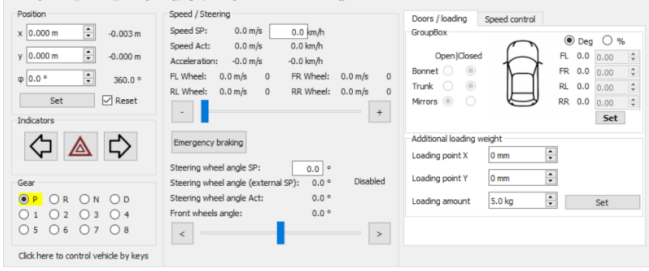 Position
x 0.000 m -0.003 m
y 0.000 m -0.000 m
φ 0.0 ° 360.0 °
Set Reset
Indicators
Gear
P R N D
1 2 3 4
5 6 7 8
Click here to control vehicle by keys
Speed / Steering
Speed SP: 0.0 m/s 0.0 km/h
Speed Act: 0.0 m/s 0.0 km/h
Acceleration: -0.0 m/s -0.0 km/h
FL Wheel: 0.0 m/s 0 FR Wheel: 0.0 m/s 0
RL Wheel: 0.0 m/s 0 RR Wheel: 0.0 m/s 0
- +
Emergency braking
Steering wheel angle SP: 0.0 °
Steering wheel angle (external SP): 0.0 ° Disabled
Steering wheel angle Act: 0.0 °
Front wheels angle: 0.0 °
< >
Doors / loading Speed control
GroupBox
Deg %
Open|Closed
Bonnet
Trunk
Mirrors
FL 0.0 0.00
FR 0.0 0.00
RL 0.0 0.00
RR 0.0 0.00
Set
Additional loading weight
Loading point X 0 mm
Loading point Y 0 mm
Loading amount 5.0 kg Set